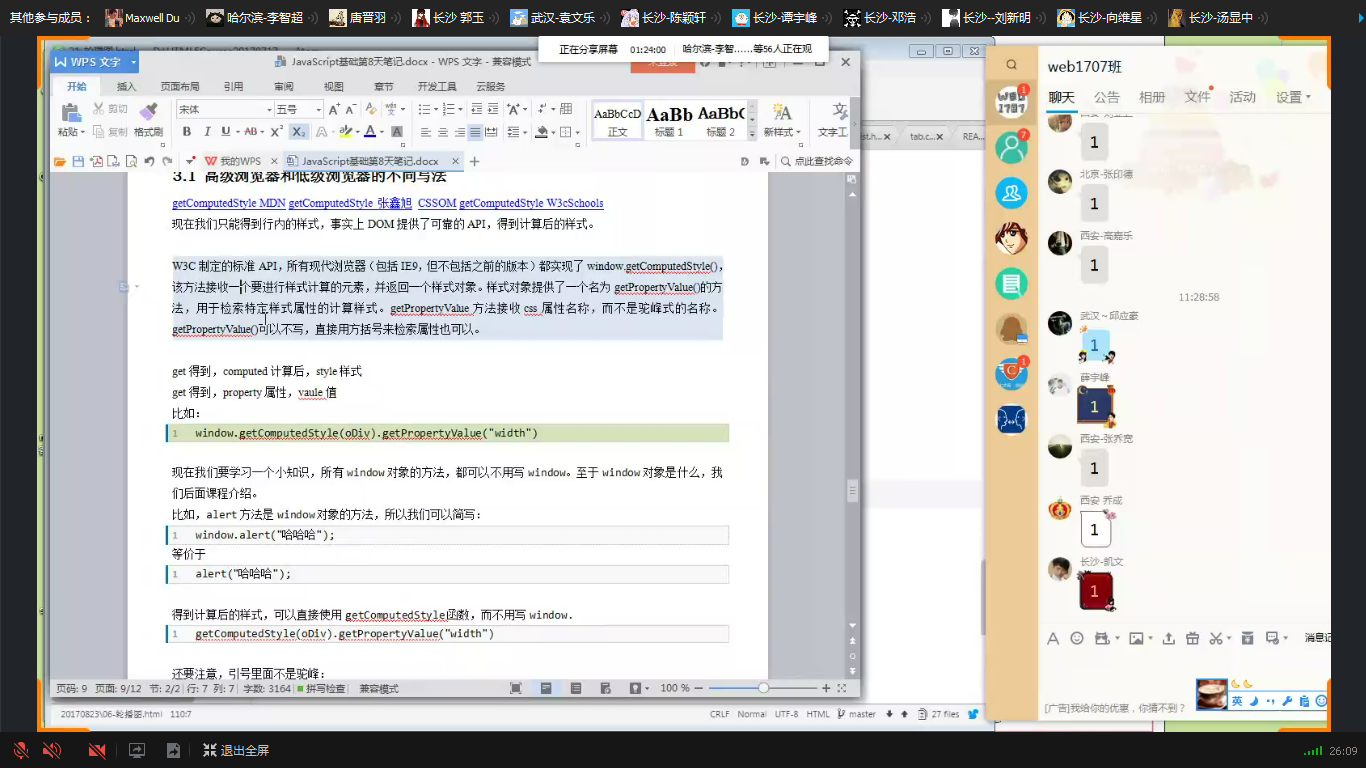 其他参与成员：
Maxwell Du
哈尔滨-李智超
唐晋羽
长沙 郭玉
武汉-袁文乐
长沙-陈颖轩
长沙-谭宇峰
长沙-邓浩
长沙--刘新明
长沙-向维星
长沙-汤显中
正在分享屏幕 01:24:00 哈尔滨-李智......等56人正在观
WPS 文字
JavaScript基础第8天笔记.docx - WPS 文字 - 兼容模式
开始 插入 页面布局 引用 审阅 视图 章节 开发工具 云服务
粘贴 剪切 复制 格式刷
宋体 五号
AaBbCcD AaBb AaBbC
正文 标题 1 标题 2 新样式 文字工
我的WPS × JavaScript基础第8天笔记.docx × +
点此查找命令
ist.h... × tab.c... × REA...
3.1 高级浏览器和低级浏览器的不同写法
getComputedStyle MDN getComputedStyle 张鑫旭 CSSOM getComputedStyle W3cSchools
现在我们只能得到行内的样式，事实上 DOM 提供了可靠的 API，得到计算后的样式。
W3C 制定的标准 API，所有现代浏览器（包括 IE9，但不包括之前的版本）都实现了 window.getComputedStyle()，
该方法接收一个要进行样式计算的元素，并返回一个样式对象。样式对象提供了一个名为 getPropertyValue()的方
法，用于检索特定样式属性的计算样式。getPropertyValue 方法接收 css 属性名称，而不是驼峰式的名称。
getPropertyValue()可以不写，直接用方括号来检索属性也可以。
get 得到，computed 计算后，style 样式
get 得到，property 属性，vaule 值
比如：
1 window.getComputedStyle(oDiv).getPropertyValue("width")
现在我们要学习一个小知识，所有 window 对象的方法，都可以不用写 window。至于 window 对象是什么，我
们后面课程介绍。
比如，alert 方法是 window 对象的方法，所以我们可以简写：
1 window.alert("哈哈哈");
等价于
1 alert("哈哈哈");
得到计算后的样式，可以直接使用 getComputedStyle函数，而不用写 window.
1 getComputedStyle(oDiv).getPropertyValue("width")
还要注意，引号里面不是驼峰：
页码: 9 页面: 9/12 节: 2/2 行: 7 列: 7 字数: 3164 拼写检查 兼容模式 100 %
20170823\06-轮播图.html 110:7 CRLF Normal UTF-8 HTML master 27 files
web1707班
聊天 公告 相册 文件 活动 设置
1
北京-张印德
1
西安-高嘉乐
1
11:28:58
武汉～邱应豪
1
薛宇峰
1
西安-张乔宽
1
西安 乔成
1
长沙-凯文
1
消息记
[广告]我给你的优惠，你猜不到？
英
退出全屏
26:09